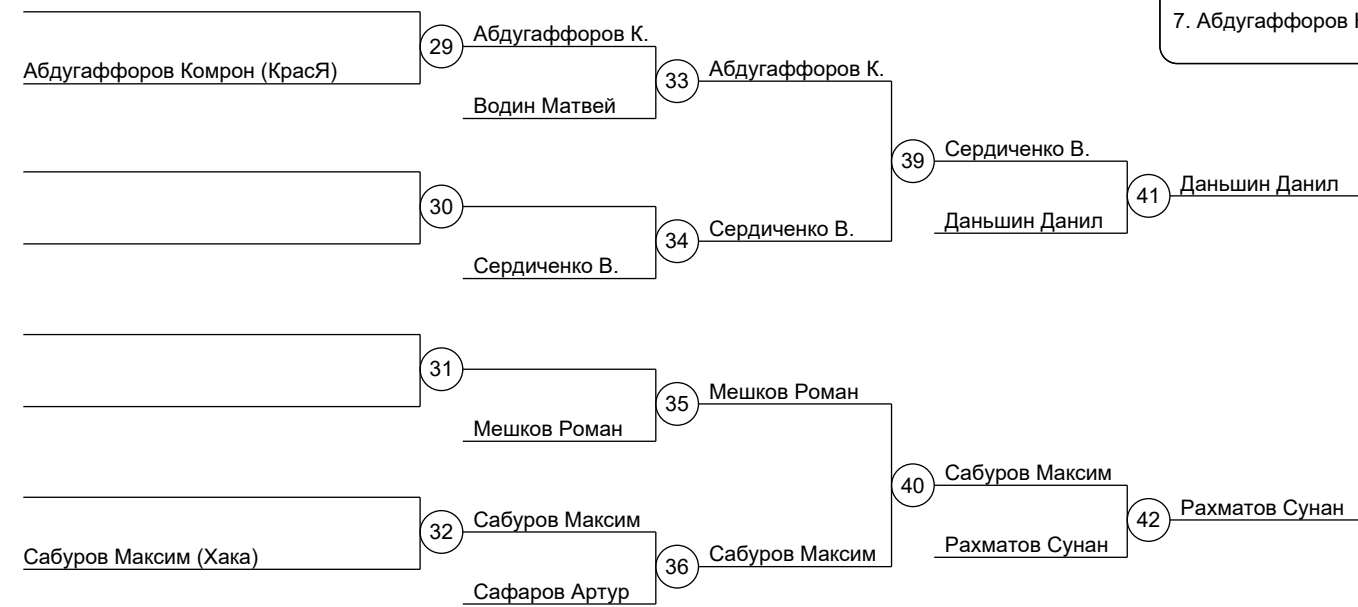 7. Абдугаффоров
29
Абдугаффоров К.
Абдугаффоров Комрон (КрасЯ)
33
Абдугаффоров К.
Водин Матвей
39
Сердиченко В.
41
Даньшин Данил
30
34
Сердиченко В.
Даньшин Данил
Сердиченко В.
31
35
Мешков Роман
Мешков Роман
40
Сабуров Максим
42
Рахматов Сунан
32
Сабуров Максим
Сабуров Максим (Хака)
36
Сабуров Максим
Рахматов Сунан
Сафаров Артур